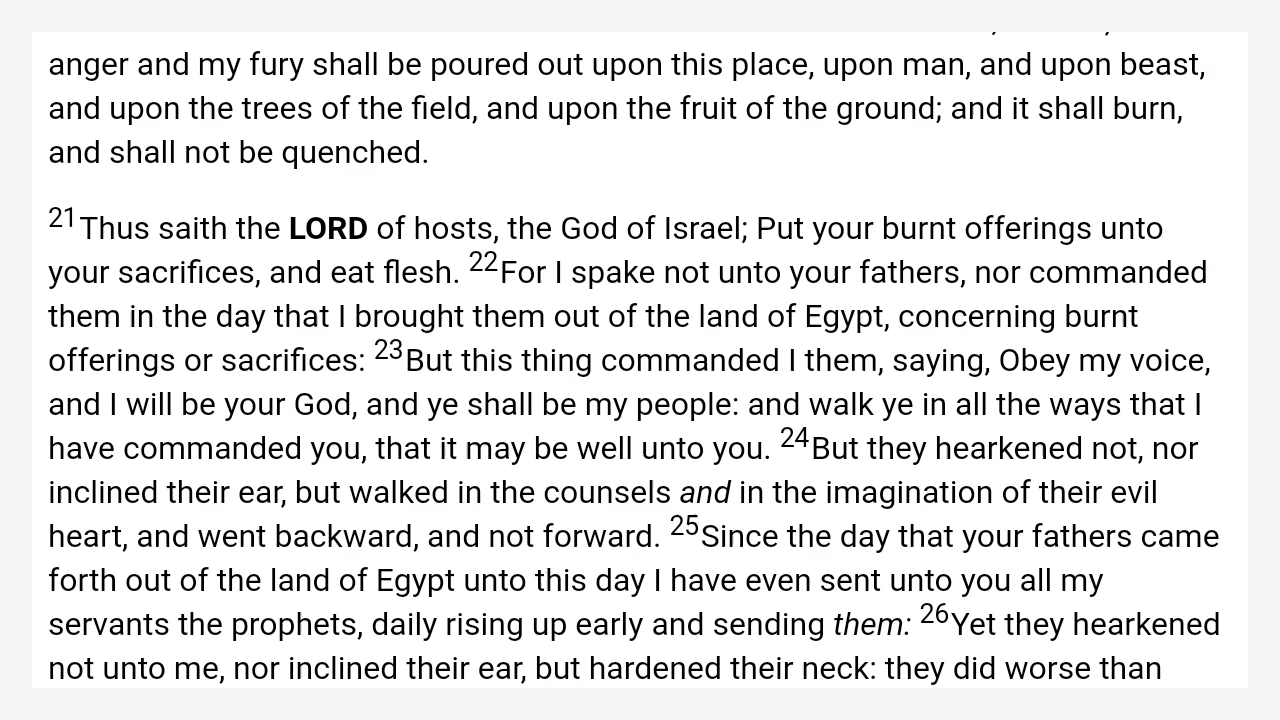 anger and my fury shall be poured out upon this place, upon man, and upon beast,
and upon the trees of the field, and upon the fruit of the ground; and it shall burn,
and shall not be quenched.
21Thus saith the LORD of hosts, the God of Israel; Put your burnt offerings unto
your sacrifices, and eat flesh. 22For I spake not unto your fathers, nor commanded
them in the day that I brought them out of the land of Egypt, concerning burnt
offerings or sacrifices: 23But this thing commanded I them, saying, Obey my voice,
and I will be your God, and ye shall be my people: and walk ye in all the ways that I
have commanded you, that it may be well unto you. 24But they hearkened not, nor
inclined their ear, but walked in the counsels and in the imagination of their evil
heart, and went backward, and not forward. 25Since the day that your fathers came
forth out of the land of Egypt unto this day I have even sent unto you all my
servants the prophets, daily rising up early and sending them: 26Yet they hearkened
not unto me, nor inclined their ear, but hardened their neck: they did worse than